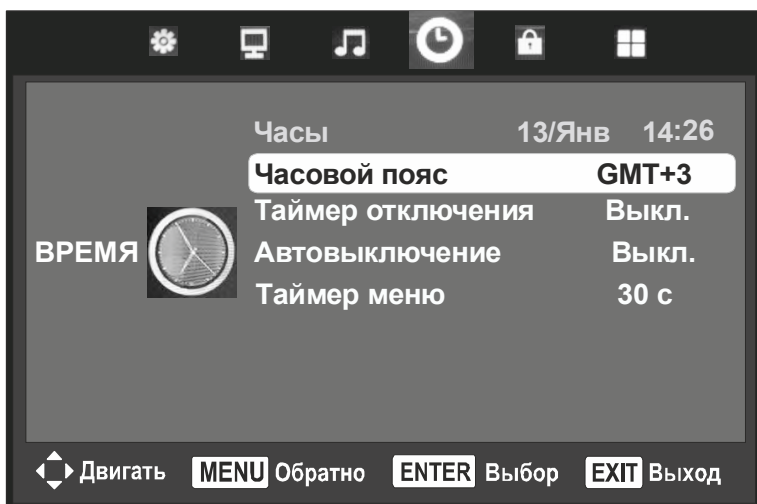 Часы 13/Янв 14:26
Часовой пояс GMT+3
Таймер отключения Выкл.
ВРЕМЯ Автовыключение Выкл.
Таймер меню 30 с
Двигать MENU Обратно ENTER Выбор EXIT Выход